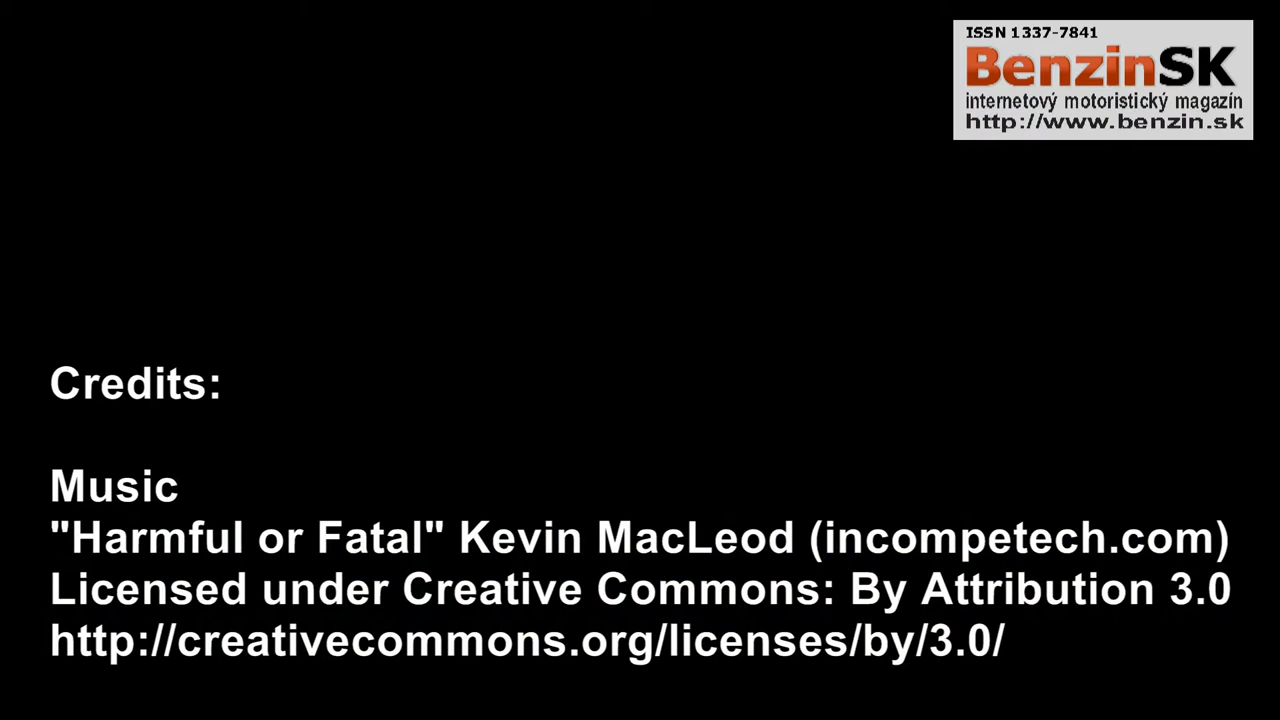 ISSN 1337-7841
BenzinSK
internetový motoristický magazín
http://www.benzin.sk
Credits:
Music
"Harmful or Fatal" Kevin MacLeod (incompetech.com)
Licensed under Creative Commons: By Attribution 3.0
http://creativecommons.org/licenses/by/3.0/